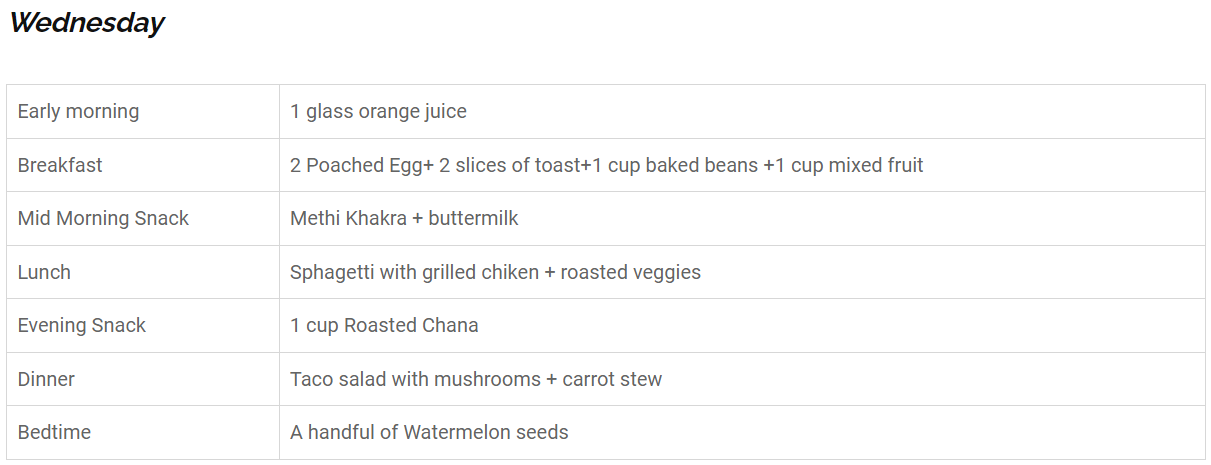 Wednesday
Early morning 1 glass orange juice
Breakfast 2 Poached Egg+ 2 slices of toast+1 cup baked beans +1 cup mixed fruit
Mid Morning Snack Methi Khakra + buttermilk
Lunch Sphagetti with grilled chiken + roasted veggies
Evening Snack 1 cup Roasted Chana
Dinner Taco salad with mushrooms + carrot stew
Bedtime A handful of Watermelon seeds